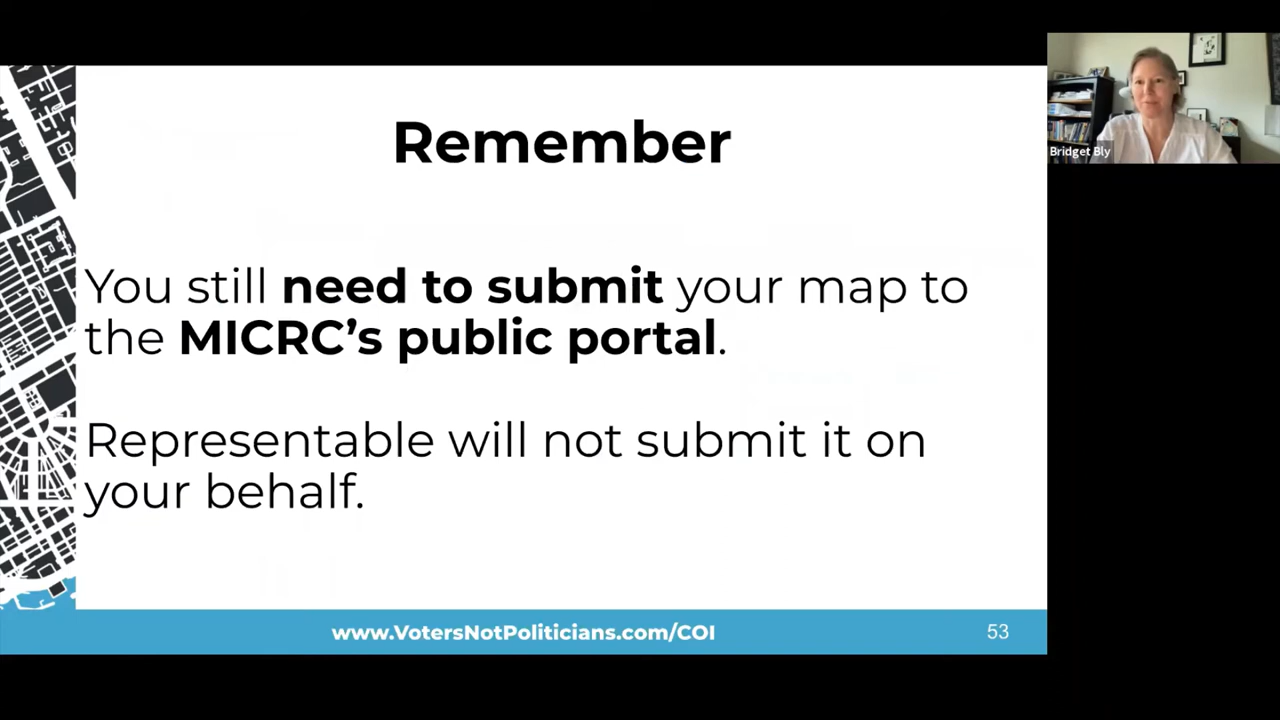 Remember
You still need to submit your map to
the MICRC’s public portal.
Representable will not submit it on
your behalf.
www.VotersNotPoliticians.com/COI
53
Bridget Bly